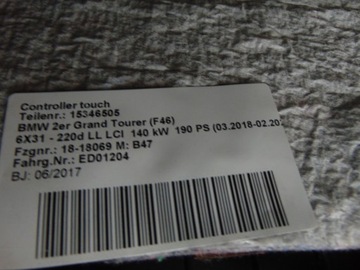 Controller touch
Teilenr.: 15346505
BMW 2er Grand Tourer (F46)
6X31 - 220d LL LCI 140 kW 190 PS (03.2018-02.20
Fzgnr.: 18-18069 M: B47
Fahrg.Nr.: ED01204
BJ: 06/2017